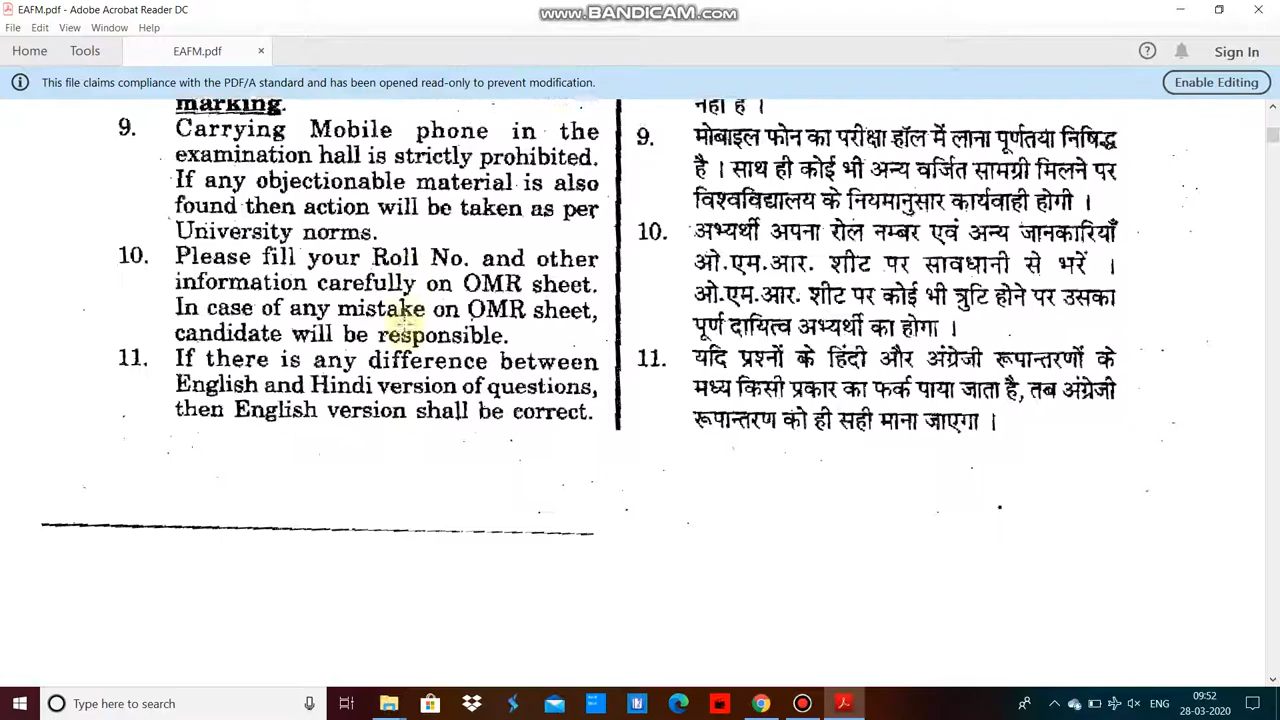 EAFM.pdf - Adobe Acrobat Reader DC
www.BANDICAM.com
File Edit View Window Help
Home Tools EAFM.pdf × ? Sign In
This file claims compliance with the PDF/A standard and has been opened read-only to prevent modification. Enable Editing
marking.
9. Carrying Mobile phone in the
examination hall is strictly prohibited.
If any objectionable material is also
found then action will be taken as per
University norms.
10. Please fill your Roll No. and other
information carefully on OMR sheet.
In case of any mistake on OMR sheet,
candidate will be responsible.
11. If there is any difference between
English and Hindi version of questions,
then English version shall be correct.
नहीं है ।
9. मोबाइल फोन का परीक्षा हॉल में लाना पूर्णतया निषिद्ध
है । साथ ही कोई भी अन्य वर्जित सामग्री मिलने पर
विश्वविद्यालय के नियमानुसार कार्यवाही होगी ।
10. अभ्यर्थी अपना रोल नम्बर एवं अन्य जानकारियाँ
ओ.एम.आर. शीट पर सावधानी से भरें ।
ओ.एम.आर. शीट पर कोई भी त्रुटि होने पर उसका
पूर्ण दायित्व अभ्यर्थी का होगा ।
11. यदि प्रश्नों के हिंदी और अंग्रेजी रूपान्तरणों के
मध्य किसी प्रकार का फर्क पाया जाता है, तब अंग्रेजी
रूपान्तरण को ही सही माना जाएगा ।
Type here to search
ENG
09:52
28-03-2020